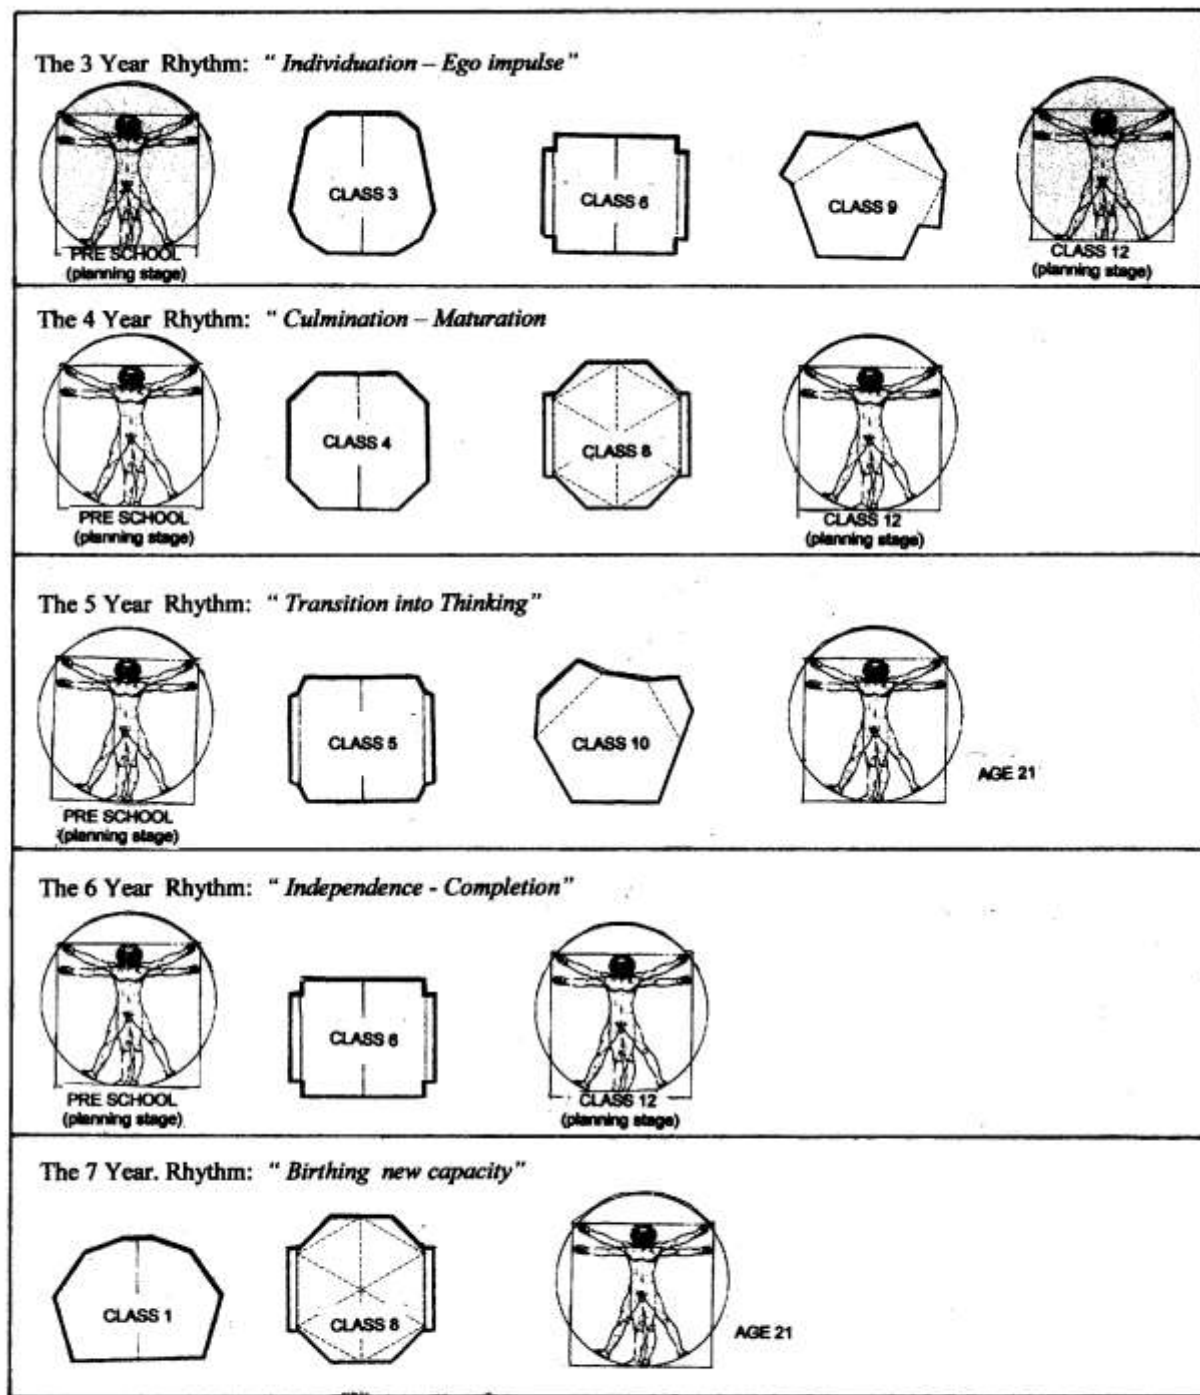 The 3 Year Rhythm: “ Individuation – Ego impulse”
PRE SCHOOL
(planning stage)
CLASS 3
CLASS 6
CLASS 9
CLASS 12
(planning stage)
The 4 Year Rhythm: “ Culmination – Maturation
PRE SCHOOL
(planning stage)
CLASS 4
CLASS 8
CLASS 12
(planning stage)
The 5 Year Rhythm: “ Transition into Thinking”
PRE SCHOOL
(planning stage)
CLASS 5
CLASS 10
AGE 21
The 6 Year Rhythm: “ Independence - Completion”
PRE SCHOOL
(planning stage)
CLASS 6
CLASS 12
(planning stage)
The 7 Year. Rhythm: “ Birthing new capacity”
CLASS 1
CLASS 8
AGE 21